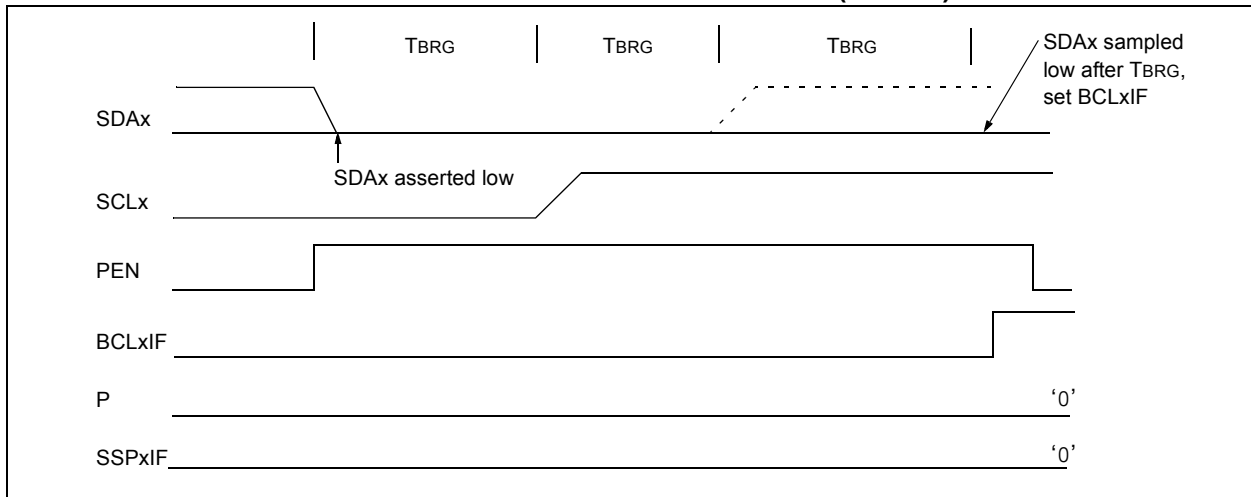 TBRG TBRG TBRG
SDAx sampled
low after TBRG,
set BCLxIF
SDAx
SDAx asserted low
SCLx
PEN
BCLxIF
P
‘0’
SSPxIF
‘0’